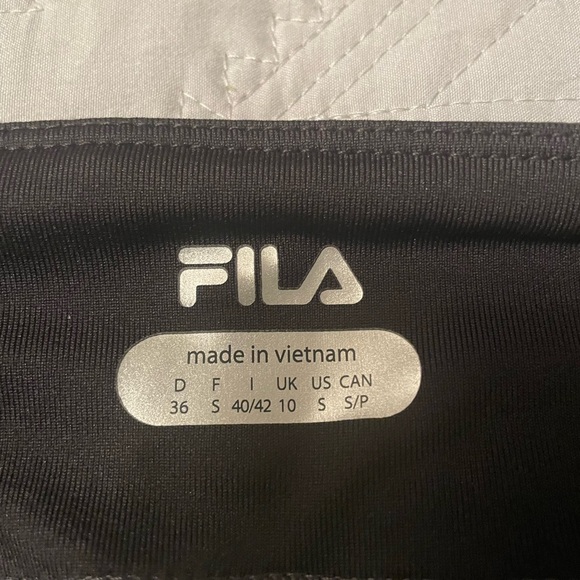 FILA
made in vietnam
D F I UK US CAN
36 S 40/42 10 S S/P